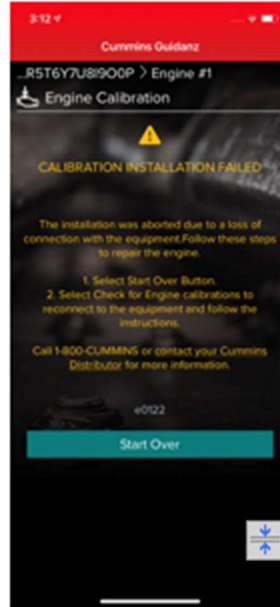 3:12
Cummins Guidanz
...R5T6Y7U8I9O0P > Engine #1
Engine Calibration
CALIBRATION INSTALLATION FAILED
The installation was aborted due to a loss of
connection with the equipment.Follow these steps
to repair the engine.
1. Select Start Over Button.
2. Select Check for Engine calibrations to
reconnect to the equipment and follow the
instructions.
Call 1-800-CUMMINS or contact your Cummins
Distributor for more information.
e0122
Start Over